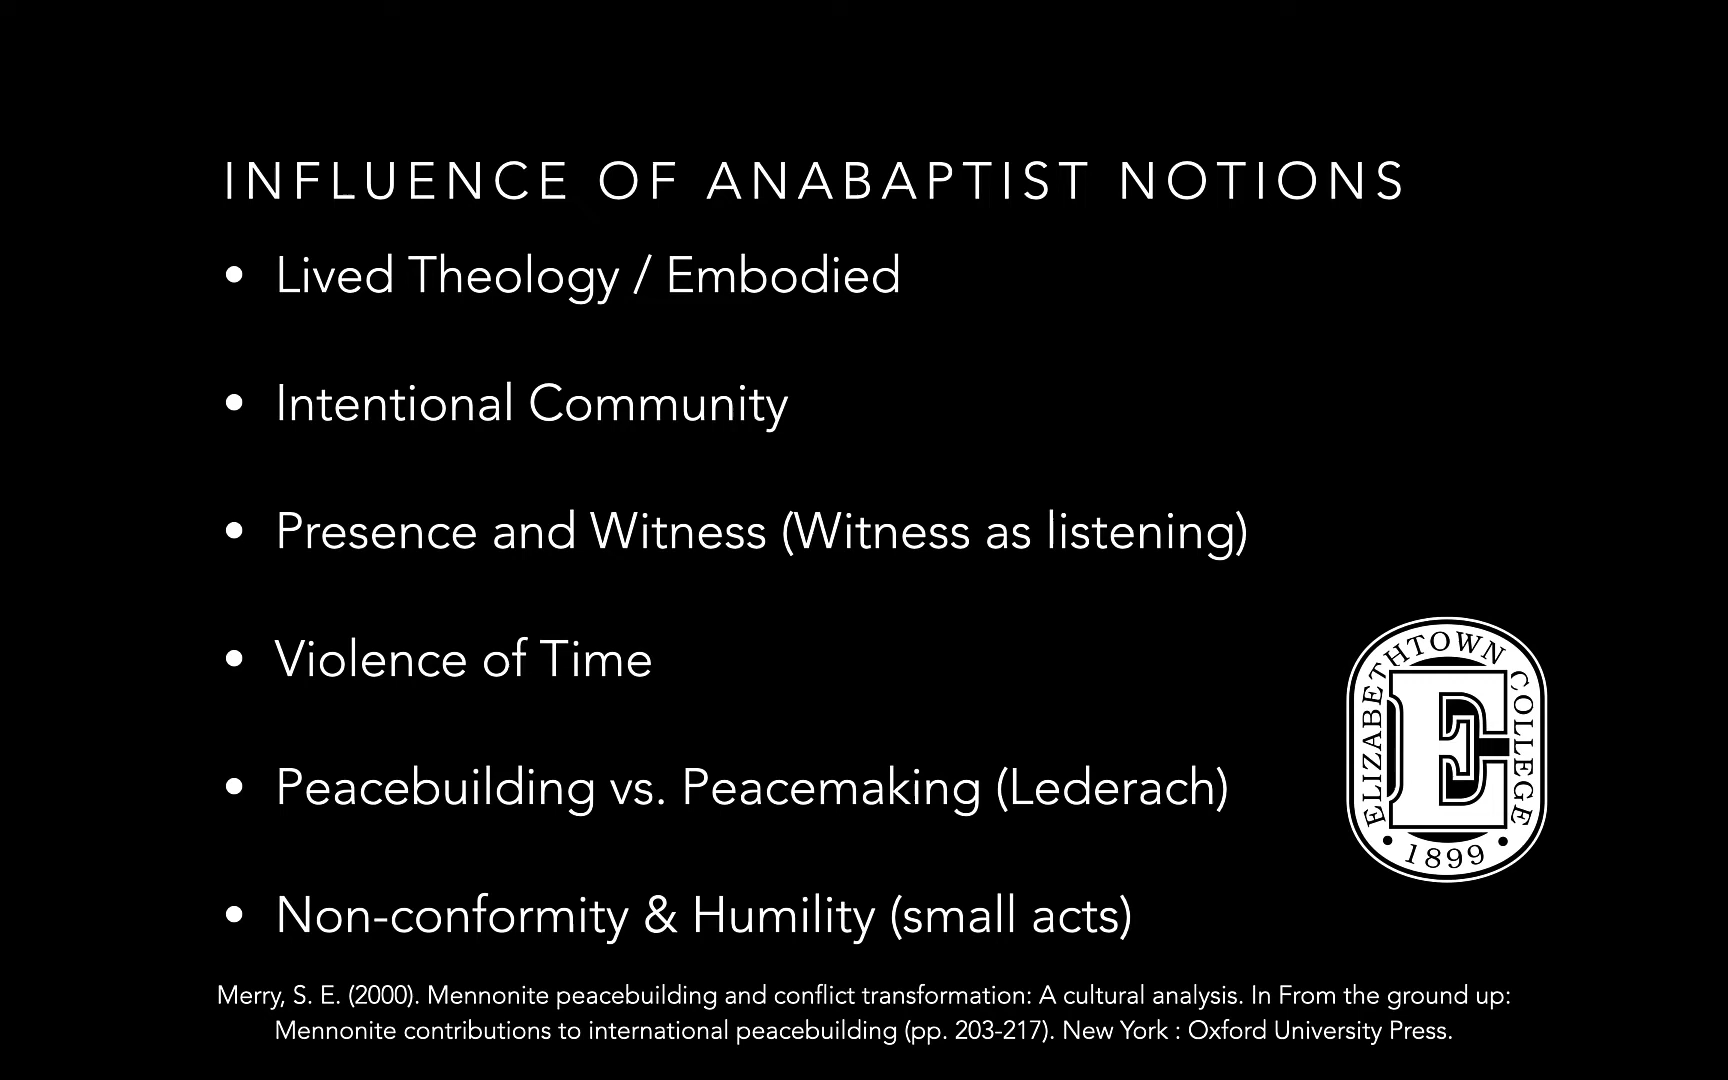 INFLUENCE OF ANABAPTIST NOTIONS
• Lived Theology / Embodied
• Intentional Community
• Presence and Witness (Witness as listening)
• Violence of Time
• Peacebuilding vs. Peacemaking (Lederach)
• Non-conformity & Humility (small acts)
ELIZABETHTOWN COLLEGE
E
• 1899 •
Merry, S. E. (2000). Mennonite peacebuilding and conflict transformation: A cultural analysis. In From the ground up:
Mennonite contributions to international peacebuilding (pp. 203-217). New York : Oxford University Press.